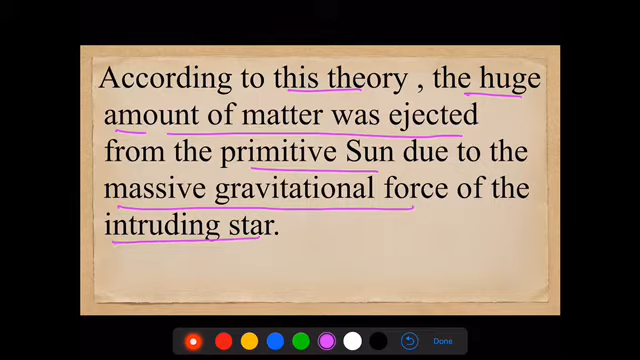 According to this theory , the huge
amount of matter was ejected
from the primitive Sun due to the
massive gravitational force of the
intruding star.
Done